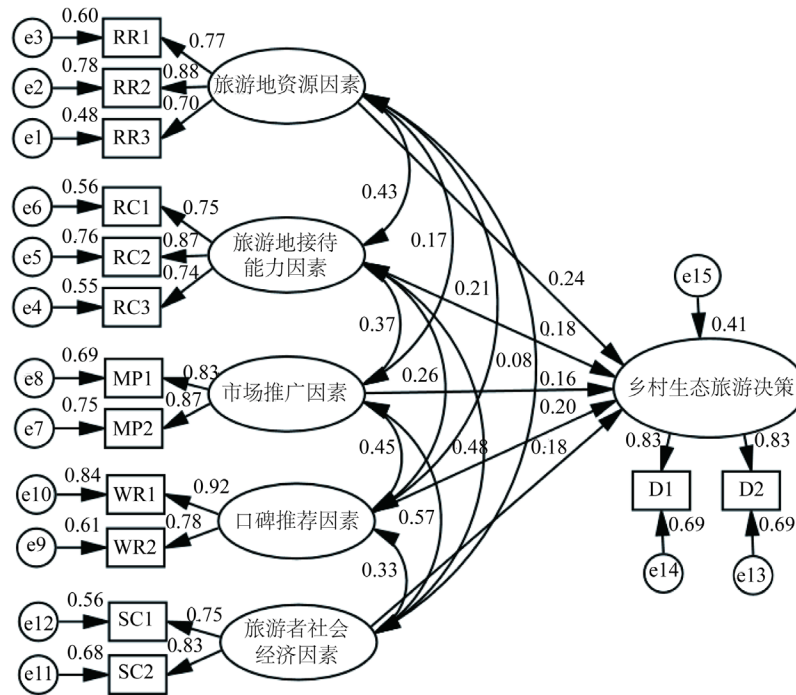 0.60
e3
RR1
0.77
0.78
e2
RR2
0.88
0.48
e1
RR3
0.70
旅游地资源因素
0.56
e6
RC1
0.75
0.76
e5
RC2
0.87
0.55
e4
RC3
0.74
旅游地接待
能力因素
0.69
e8
MP1
0.83
0.75
e7
MP2
0.87
市场推广因素
0.84
e10
WR1
0.92
0.61
e9
WR2
0.78
口碑推荐因素
0.56
e12
SC1
0.75
0.68
e11
SC2
0.83
旅游者社会
经济因素
0.43
0.17
0.21
0.08
0.37
0.26
0.48
0.45
0.57
0.33
0.24
0.18
0.16
0.20
0.18
e15
0.41
乡村生态旅游决策
0.83
0.83
D1
D2
0.69
0.69
e14
e13